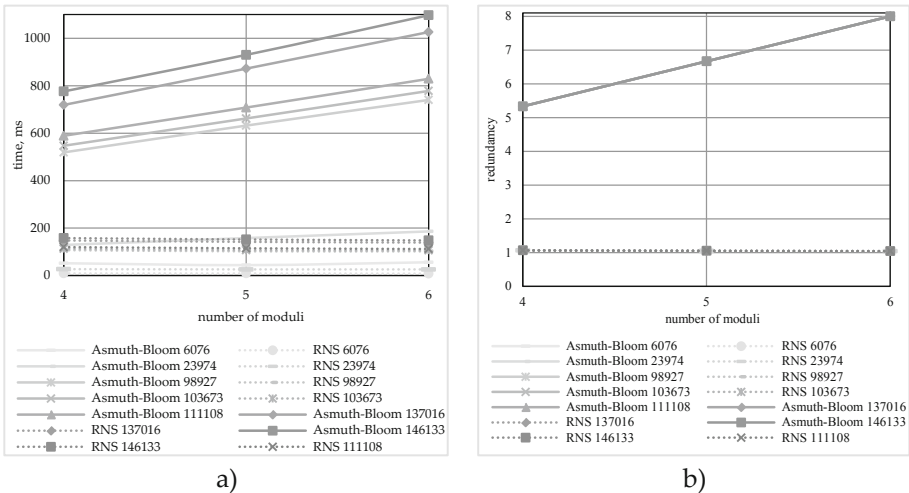 1000
800
600
400
200
0
time, ms
4 5 6
number of moduli
Asmuth-Bloom 6076 RNS 6076
Asmuth-Bloom 23974 RNS 23974
Asmuth-Bloom 98927 RNS 98927
Asmuth-Bloom 103673 RNS 103673
Asmuth-Bloom 111108 Asmuth-Bloom 137016
RNS 137016 Asmuth-Bloom 146133
RNS 146133 RNS 111108
a)
8
7
6
5
4
3
2
1
0
redundamcy
4 5 6
number of moduli
Asmuth-Bloom 6076 RNS 6076
Asmuth-Bloom 23974 RNS 23974
Asmuth-Bloom 98927 RNS 98927
Asmuth-Bloom 103673 RNS 103673
Asmuth-Bloom 111108 Asmuth-Bloom 137016
RNS 137016 Asmuth-Bloom 146133
RNS 146133 RNS 111108
b)